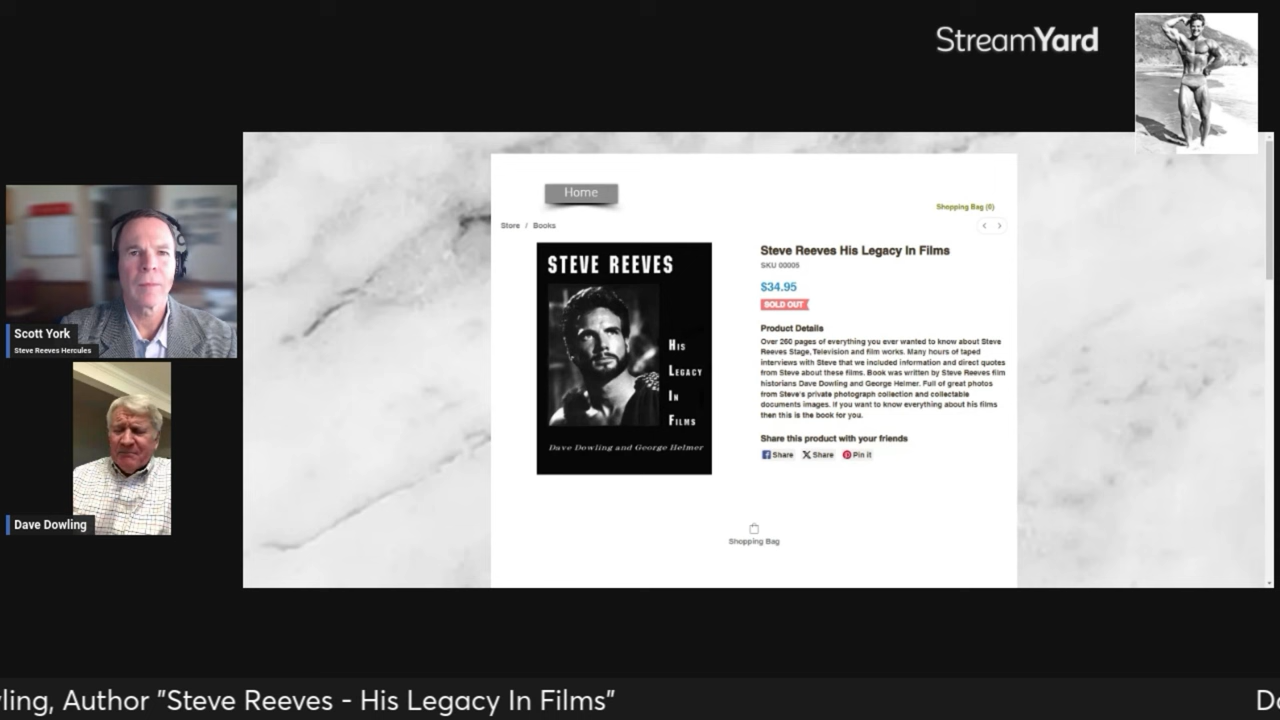 StreamYard
Home
Shopping Bag (0)
Store / Books
STEVE REEVES
HIS
LEGACY
IN
FILMS
Dave Dowling and George Helmer
Steve Reeves His Legacy In Films
SKU 00005
$34.95
SOLD OUT
Product Details
Over 260 pages of everything you ever wanted to know about Steve
Reeves Stage, Television and film works. Many hours of taped
interviews with Steve that we included information and direct quotes
from Steve about these films. Book was written by Steve Reeves film
historians Dave Dowling and George Helmer. Full of great photos
from Steve's private photograph collection and collectable
documents images. If you want to know everything about his films
then this is the book for you.
Share this product with your friends
Share Share Pin it
Shopping Bag
Scott York
Steve Reeves Hercules
Dave Dowling
ling, Author "Steve Reeves - His Legacy In Films" D